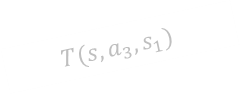 T(s, a₃, s₁)